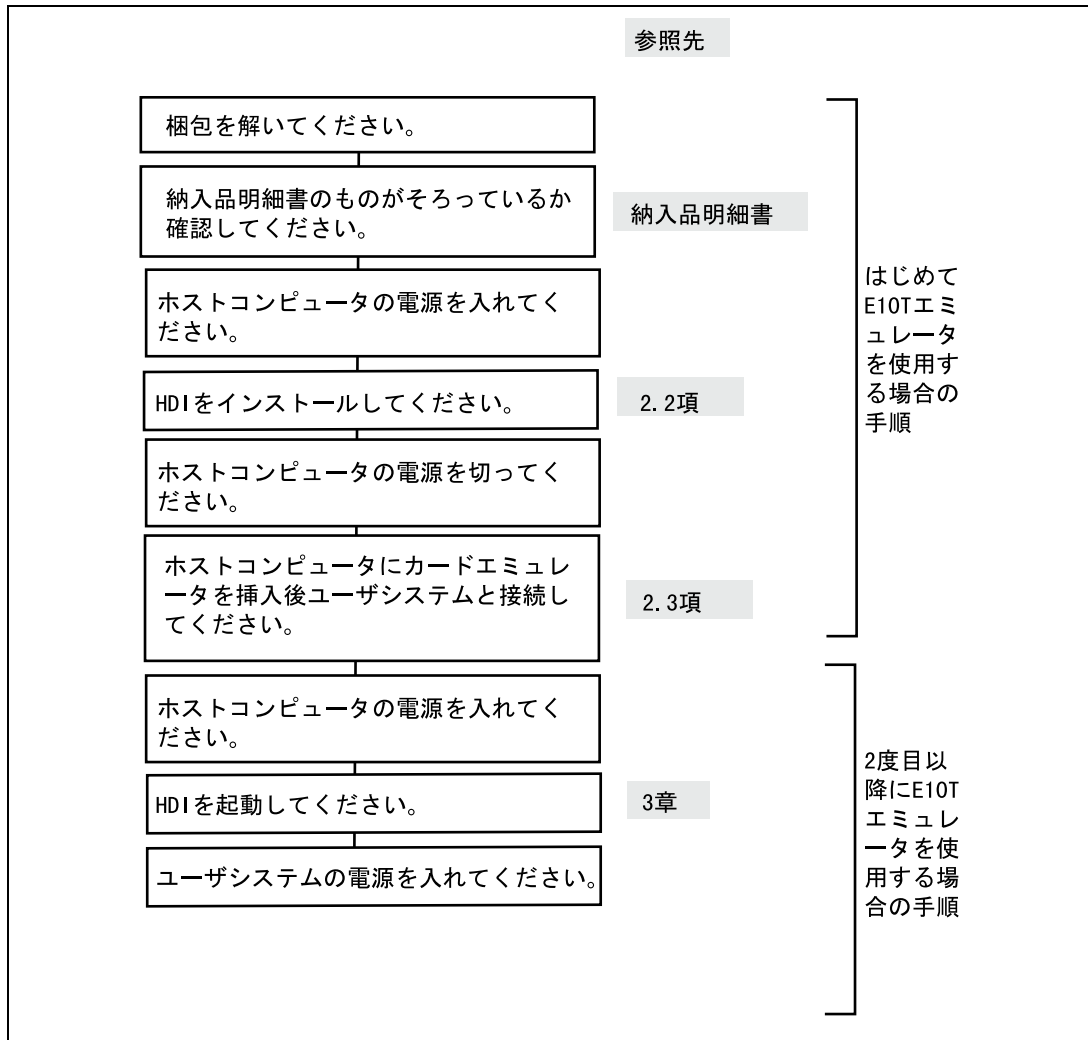 参照先
梱包を解いてください。
納入品明細書のものがそろっているか
確認してください。
納入品明細書
ホストコンピュータの電源を入れてく
ださい。
HDIをインストールしてください。
2.2項
ホストコンピュータの電源を切ってく
ださい。
ホストコンピュータにカードエミュレ
ータを挿入後ユーザシステムと接続し
てください。
2.3項
はじめて
E10Tエミ
ュレータ
を使用す
る場合の
手順
ホストコンピュータの電源を入れてく
ださい。
HDIを起動してください。
3章
ユーザシステムの電源を入れてください。
2度目以
降にE10T
エミュレ
ータを使
用する場
合の手順